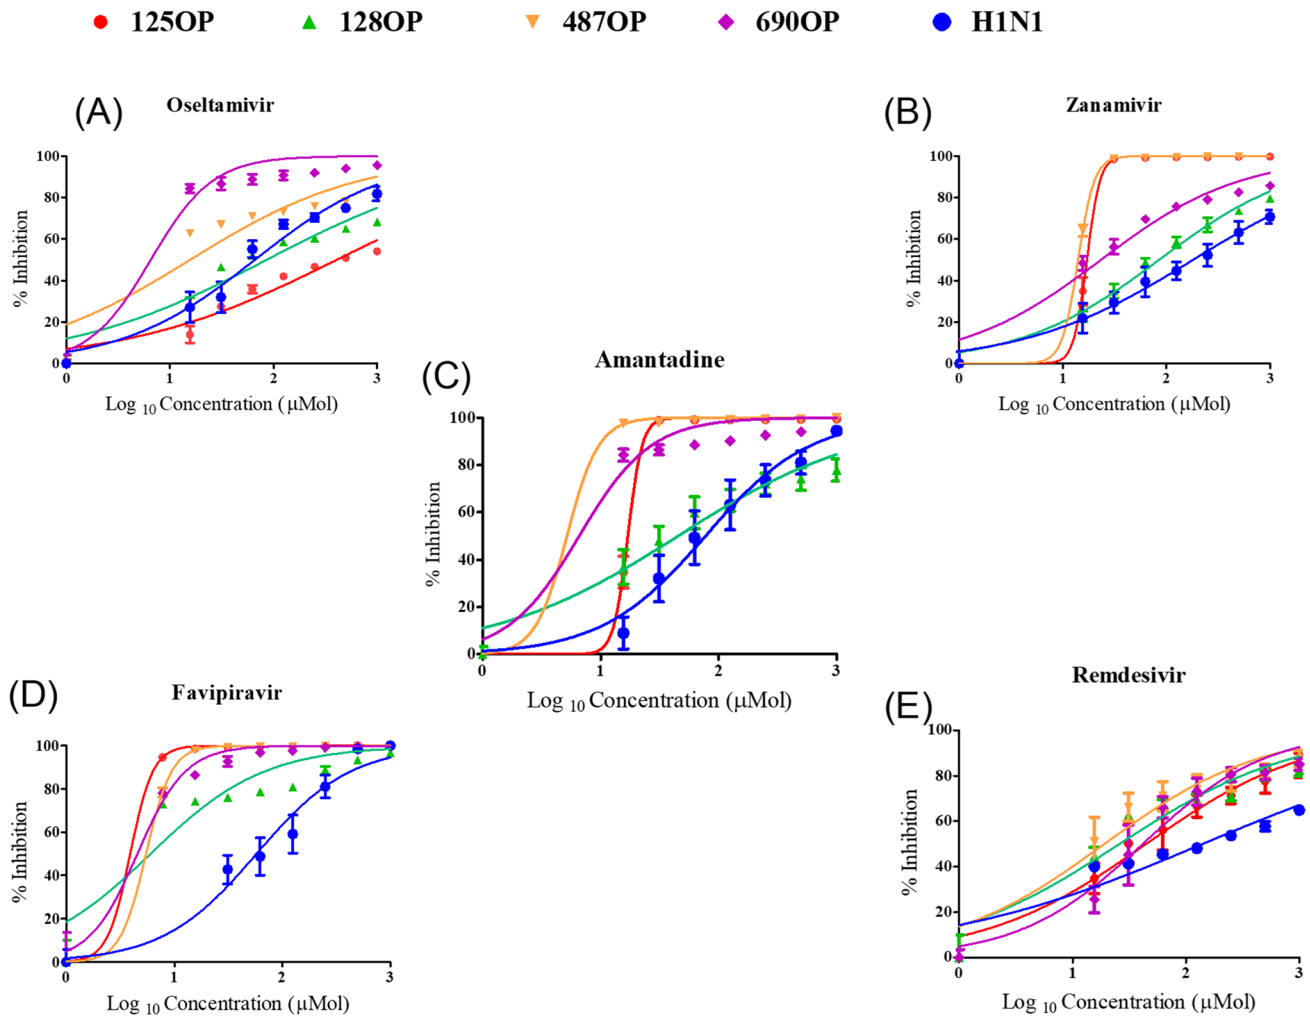 125OP 128OP 487OP 690OP H1N1
(A) Oseltamivir
100
80
60
40
20
0
% Inhibition
0 1 2 3
Log 10 Concentration (µMol)
(B) Zanamivir
100
80
60
40
20
0
% Inhibition
0 1 2 3
Log 10 Concentration (µMol)
(C) Amantadine
100
80
60
40
20
0
% Inhibition
0 1 2 3
Log 10 Concentration (µMol)
(D) Favipiravir
100
80
60
40
20
0
% Inhibition
0 1 2 3
Log 10 Concentration (µMol)
(E) Remdesivir
100
80
60
40
20
0
% Inhibition
0 1 2 3
Log 10 Concentration (µMol)